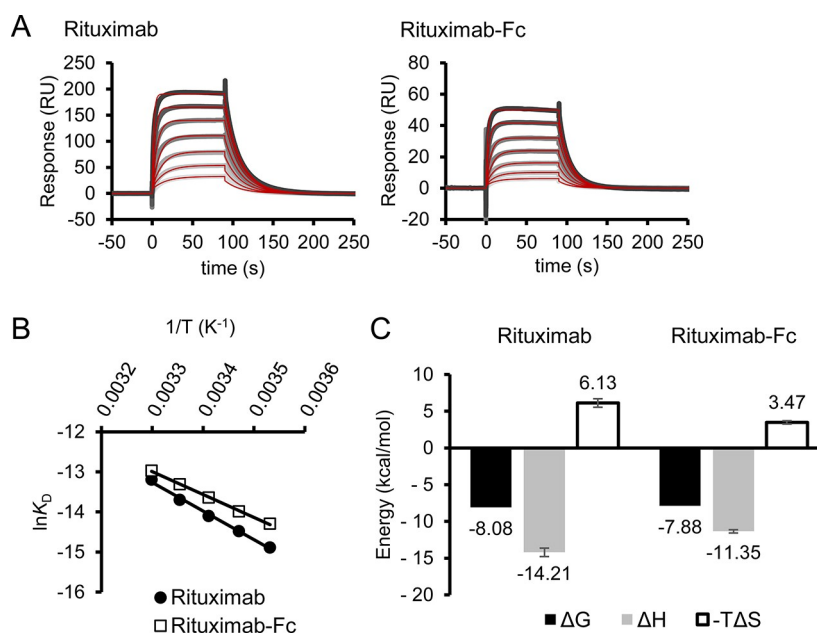 A
Rituximab
Rituximab-Fc
Response (RU)
250
200
150
100
50
0
-50
-50 0 50 100 150 200 250
time (s)
Response (RU)
80
60
40
20
0
-20
-50 0 50 100 150 200 250
time (s)
B
1/T (K⁻¹)
0.0032 0.0033 0.0034 0.0035 0.0036
lnKD
-12
-13
-14
-15
-16
Rituximab
Rituximab-Fc
C
Rituximab Rituximab-Fc
Energy (kcal/mol)
10
5
0
- 5
- 10
- 15
- 20
6.13
3.47
-8.08
-14.21
-7.88
-11.35
ΔG ΔH -TΔS